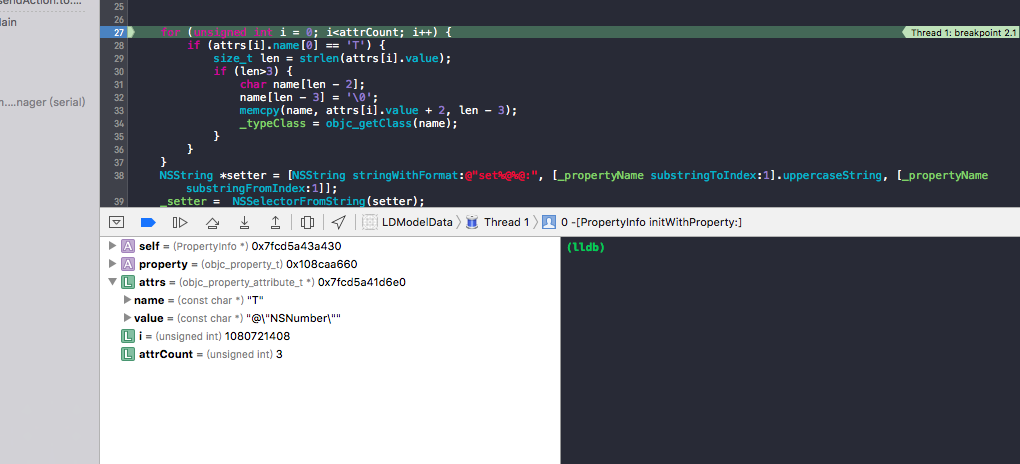 sendAction.to....
25
lain
26
27 for (unsigned int i = 0; i<attrCount; i++) {
Thread 1: breakpoint 2.1
28 if (attrs[i].name[0] == 'T') {
29 size_t len = strlen(attrs[i].value);
30 if (len>3) {
31 char name[len - 2];
n....nager (serial)
32 name[len - 3] = '\0';
33 memcpy(name, attrs[i].value + 2, len - 3);
34 _typeClass = objc_getClass(name);
35 }
36 }
37 }
38 NSString *setter = [NSString stringWithFormat:@"set%@%@:", [_propertyName substringToIndex:1].uppercaseString, [_propertyName
substringFromIndex:1]];
39 _setter = NSSelectorFromString(setter);
LDModelData Thread 1 0 -[PropertyInfo initWithProperty:]
A self = (PropertyInfo *) 0x7fcd5a43a430
A property = (objc_property_t) 0x108caa660
L attrs = (objc_property_attribute_t *) 0x7fcd5a41d6e0
name = (const char *) "T"
value = (const char *) "@\"NSNumber\""
L i = (unsigned int) 1080721408
L attrCount = (unsigned int) 3
(lldb)